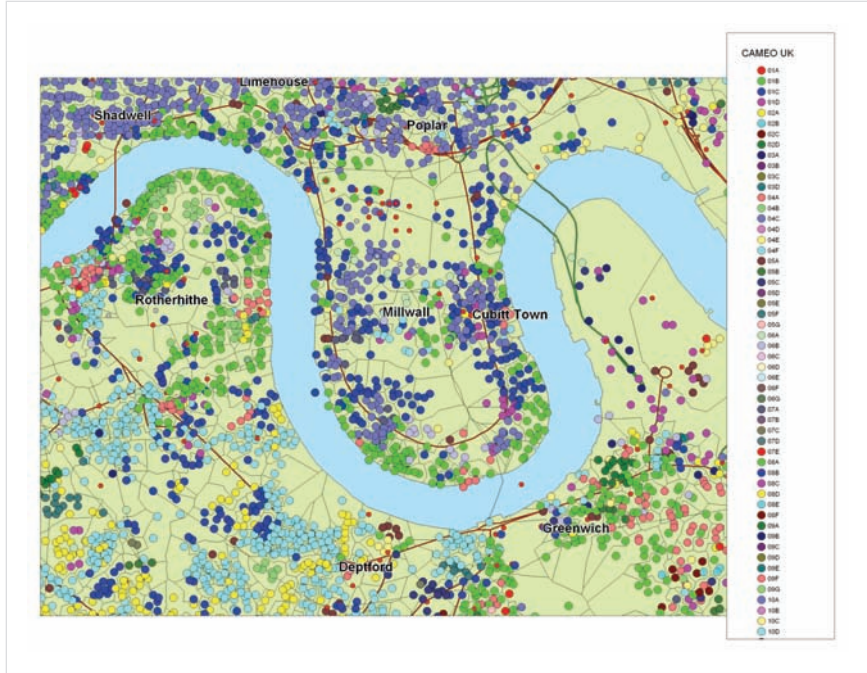 CAMEO UK
Limehouse
Shadwell
Poplar
Rotherhithe
Millwall
Cubitt Town
Greenwich
Deptford
01A
01B
01C
01D
02A
02B
02C
02D
03A
03B
03C
03D
04A
04B
04C
04D
04E
04F
05A
05B
05C
05D
05E
05F
05G
06A
06B
06C
06D
06E
06F
06G
07A
07B
07C
07D
07E
08A
08B
08C
08D
08E
08F
09A
09B
09C
09D
09E
09F
09G
10A
10B
10C
10D